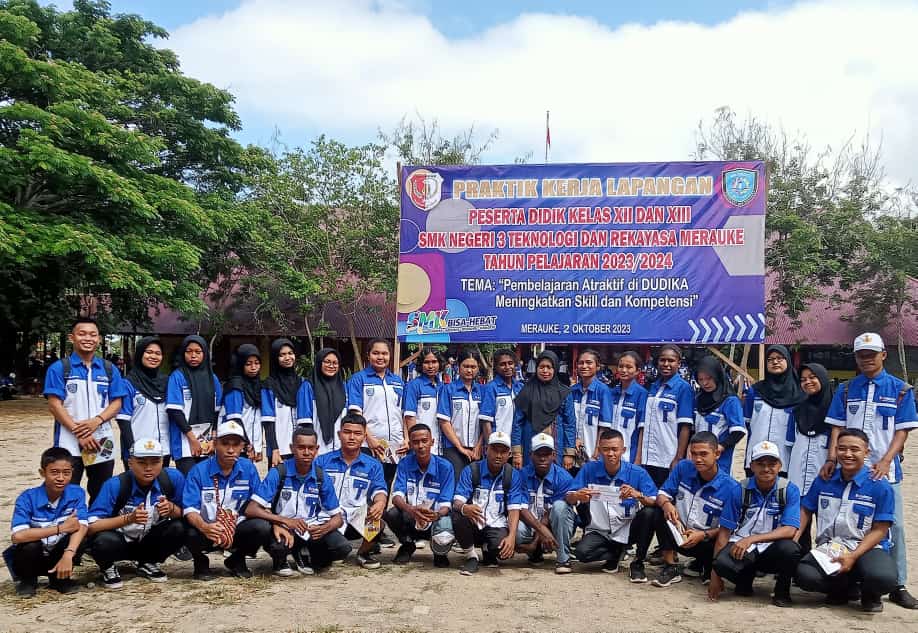 PRAKTIK KERJA LAPANGAN
PESERTA DIDIK KELAS XII DAN XIII
SMK NEGERI 3 TEKNOLOGI DAN REKAYASA MERAUKE
TAHUN PELAJARAN 2023/2024
TEMA: "Pembelajaran Atraktif di DUDIKA
Meningkatkan Skill dan Kompetensi"
SMK BISA-HEBAT
MERAUKE, 2 OKTOBER 2023